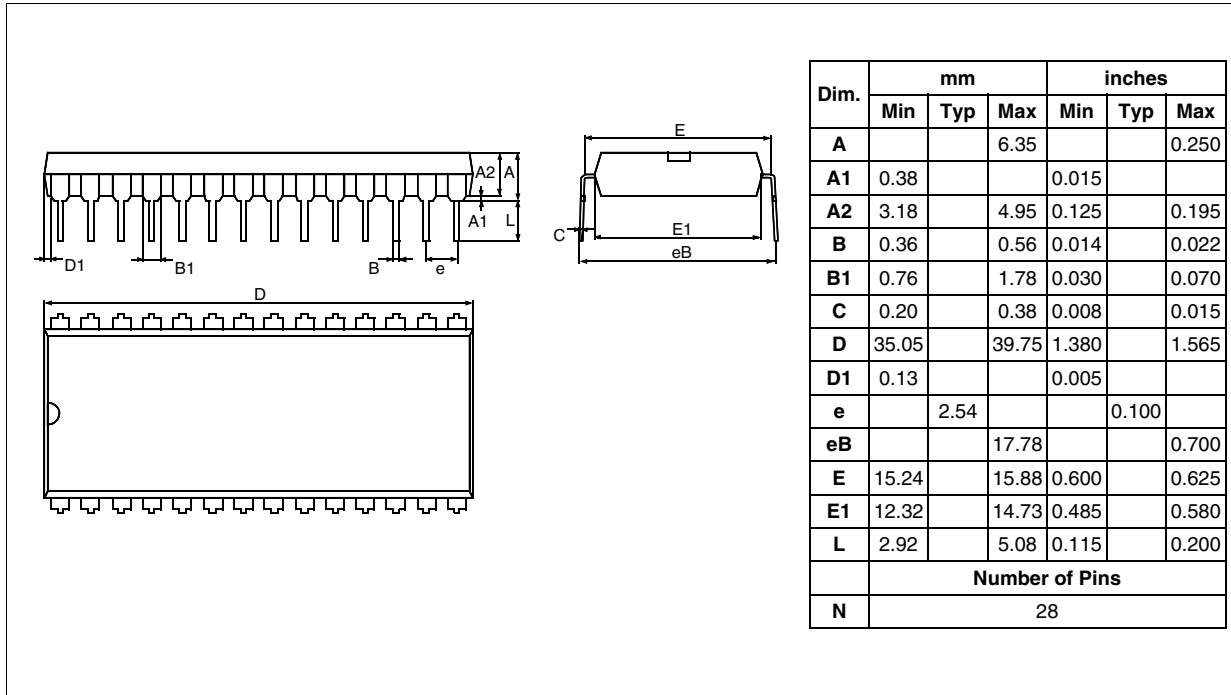 A2
A
A1
L
D1
B1
B
e
D
E
C
E1
eB
Dim. mm inches
Min Typ Max Min Typ Max
A 6.35 0.250
A1 0.38 0.015
A2 3.18 4.95 0.125 0.195
B 0.36 0.56 0.014 0.022
B1 0.76 1.78 0.030 0.070
C 0.20 0.38 0.008 0.015
D 35.05 39.75 1.380 1.565
D1 0.13 0.005
e 2.54 0.100
eB 17.78 0.700
E 15.24 15.88 0.600 0.625
E1 12.32 14.73 0.485 0.580
L 2.92 5.08 0.115 0.200
Number of Pins
N 28